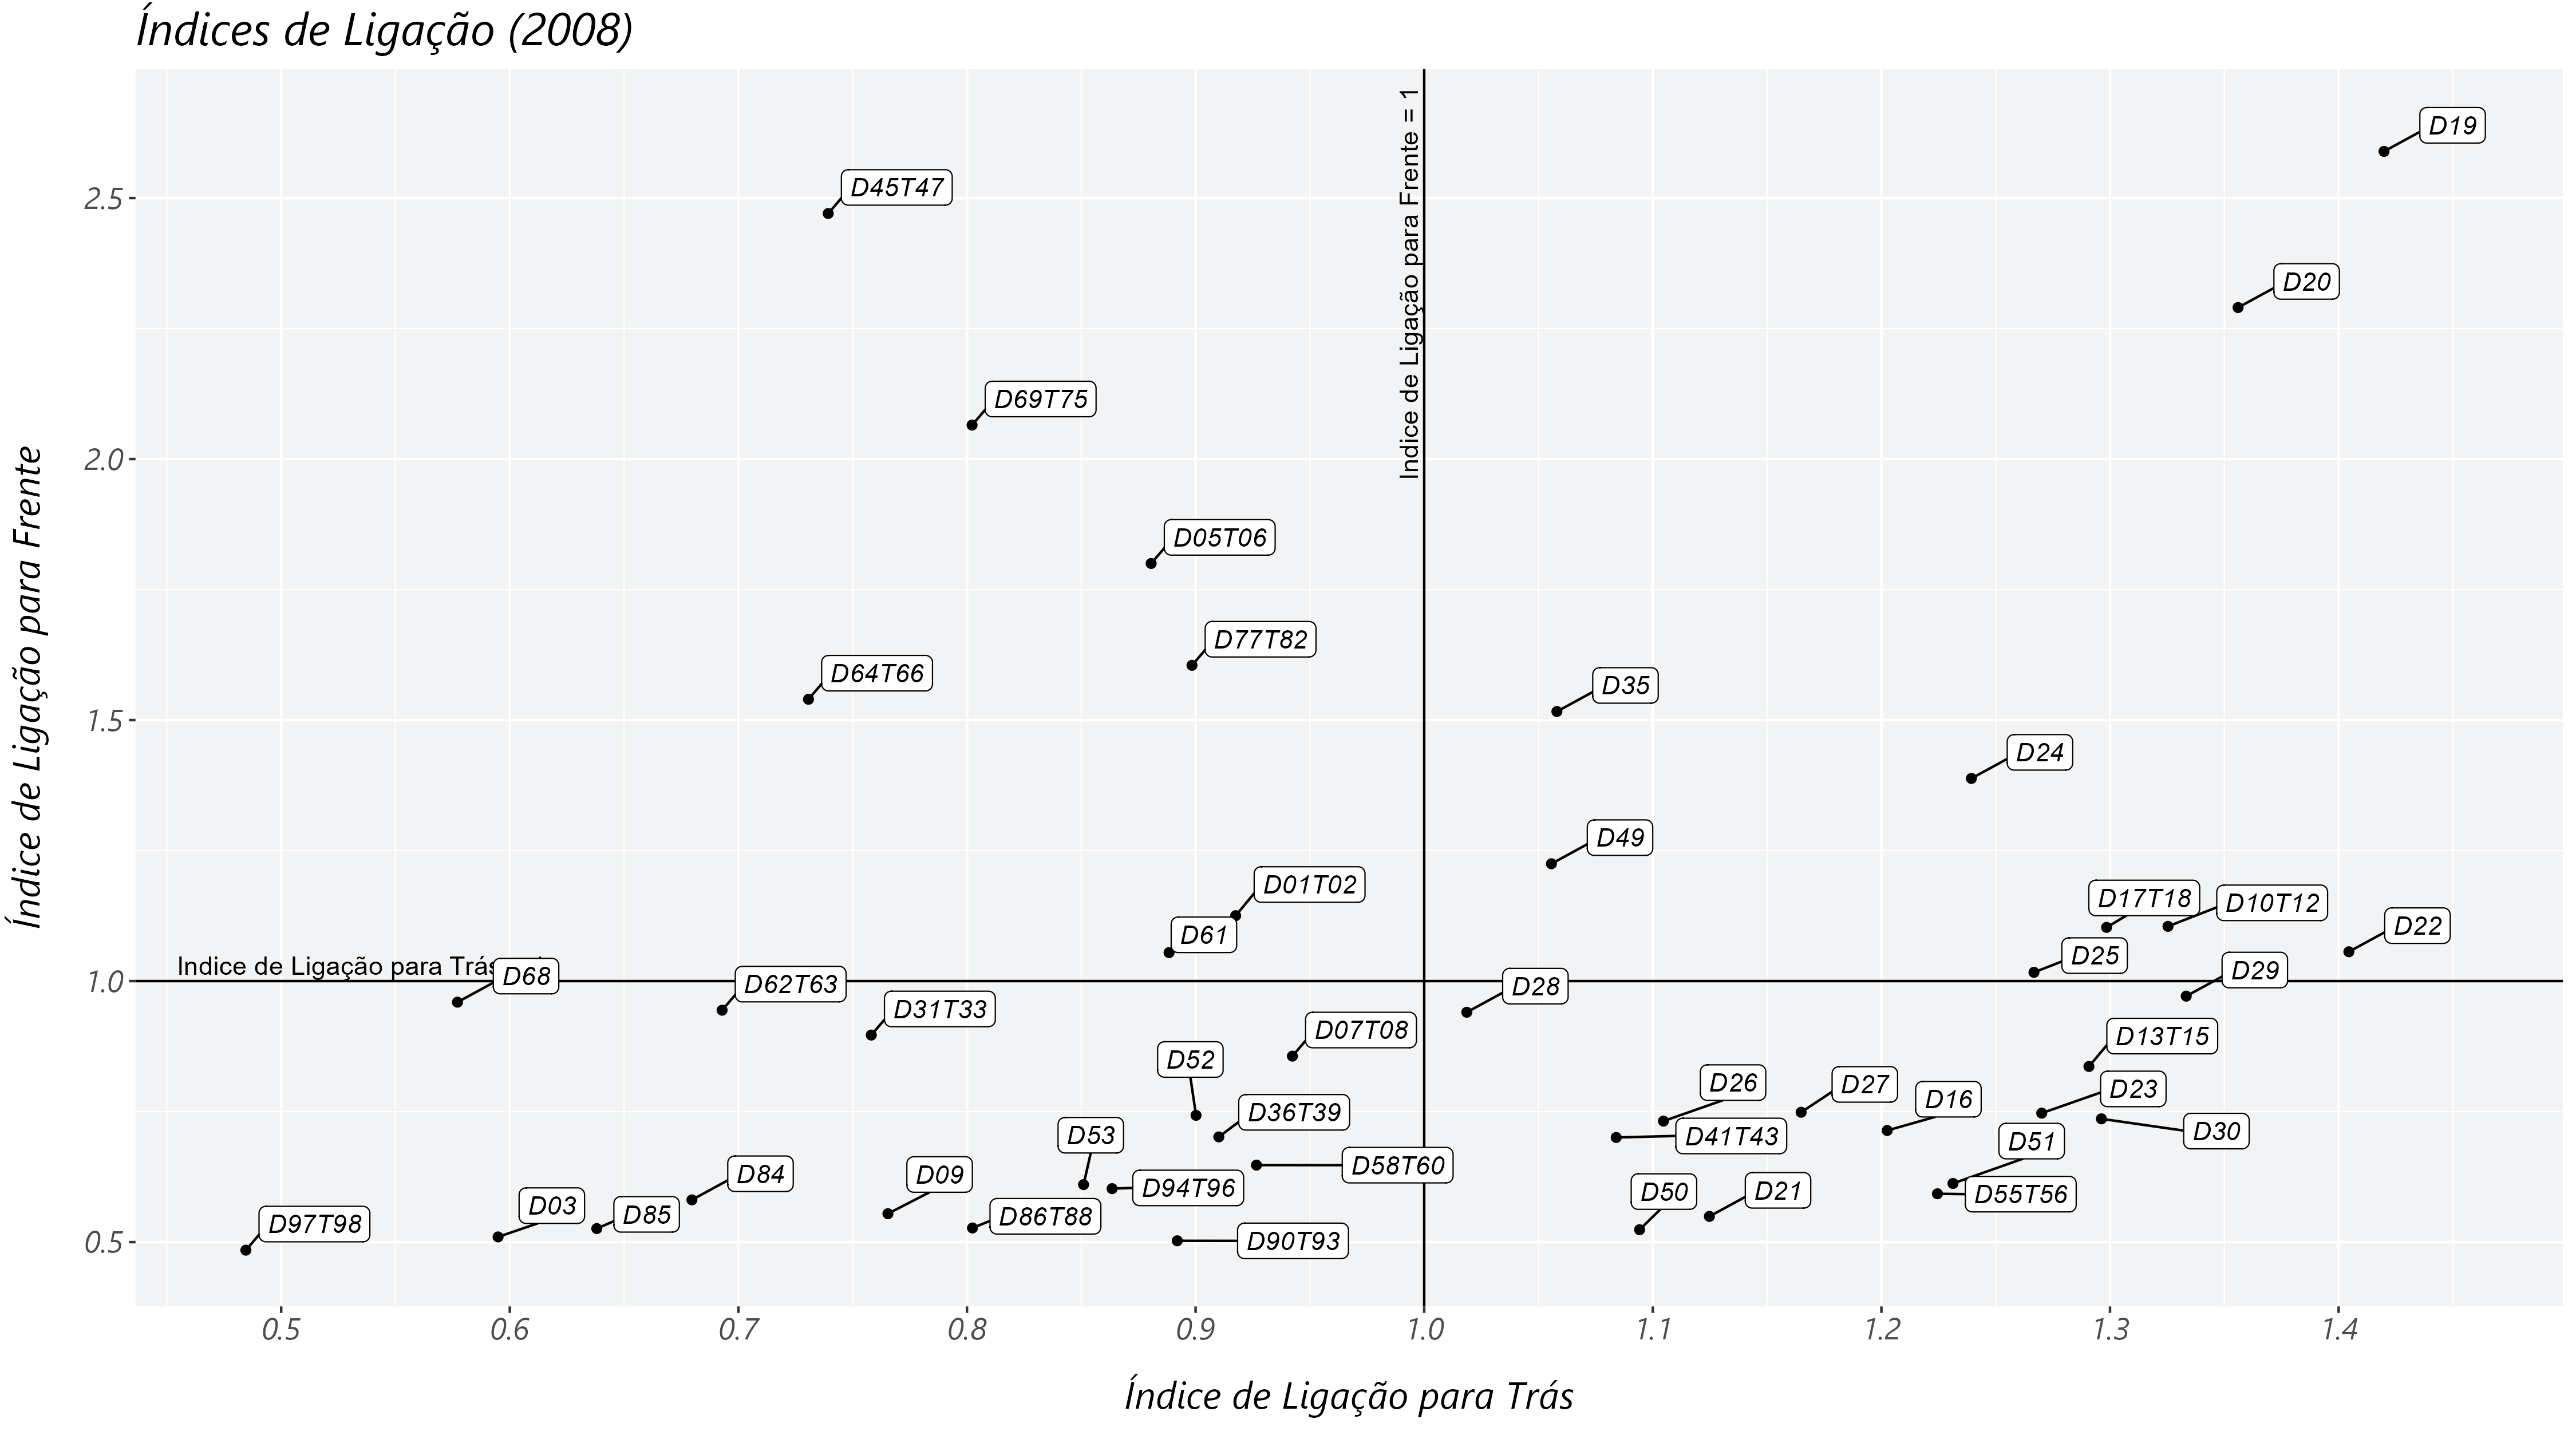 Índices de Ligação (2008)
Índice de Ligação para Frente
2.5
2.0
1.5
1.0
0.5
Indice de Ligação para Frente = 1
Indice de Ligação para Trás
D19
D45T47
D20
D69T75
D05T06
D77T82
D64T66
D35
D24
D49
D01T02
D17T18
D10T12
D22
D61
D25
D29
D68
D62T63
D28
D31T33
D07T08
D13T15
D52
D26
D27
D23
D16
D36T39
D53
D41T43
D30
D51
D58T60
D84
D09
D94T96
D50
D21
D55T56
D03
D85
D86T88
D97T98
D90T93
0.5
0.6
0.7
0.8
0.9
1.0
1.1
1.2
1.3
1.4
Índice de Ligação para Trás